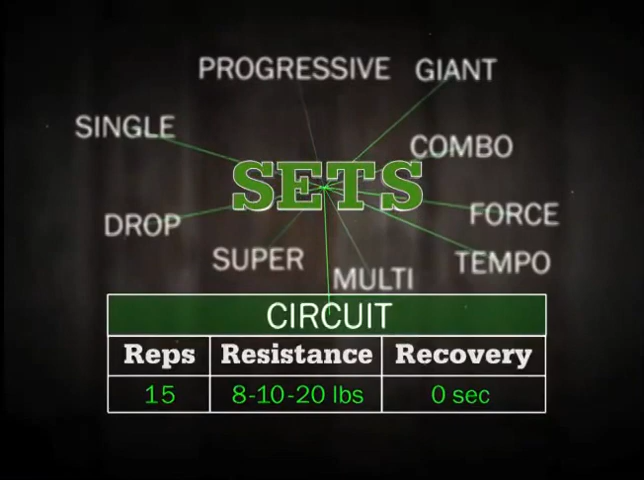 PROGRESSIVE
GIANT
SINGLE
COMBO
SETS
DROP
FORCE
SUPER
TEMPO
MULTI
CIRCUIT
Reps Resistance Recovery
15 8-10-20 lbs 0 sec